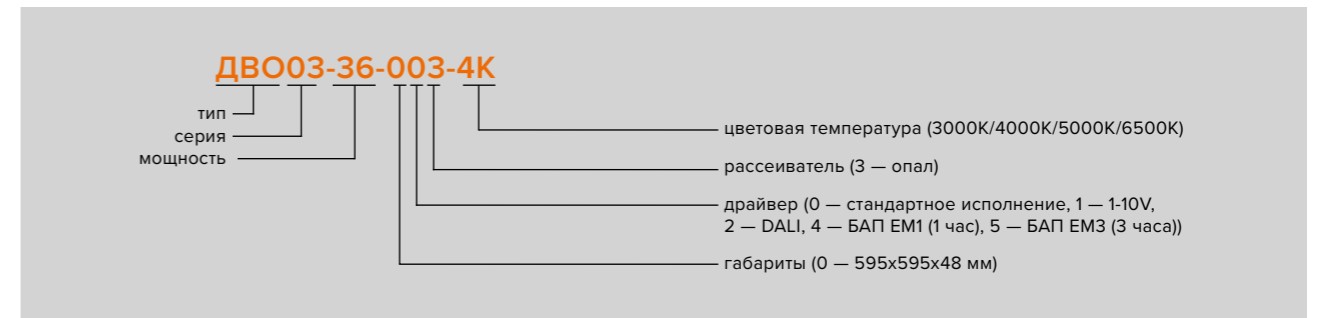 ДВО03-36-003-4К
тип
серия
мощность
цветовая температура (3000К/4000К/5000К/6500К)
рассеиватель (3 — опал)
драйвер (0 — стандартное исполнение, 1 — 1-10V,
2 — DALI, 4 — БАП ЕМ1 (1 час), 5 — БАП ЕМ3 (3 часа))
габариты (0 — 595х595х48 мм)